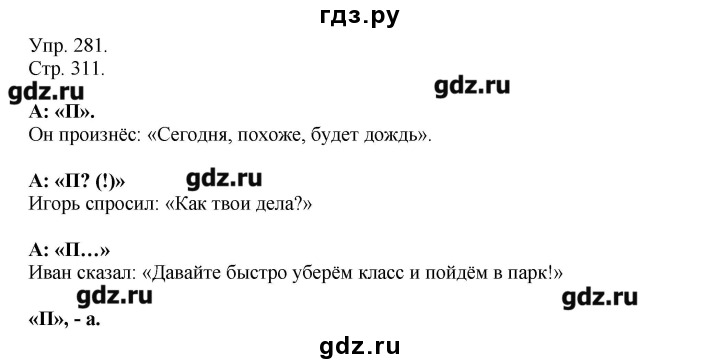 гдз.ру
Упр. 281.
Стр. 311.
gdz.ru
gdz.ru
А: «П».
Он произнёс: «Сегодня, похоже, будет дождь».
А: «П? (!)»
gdz.ru
Игорь спросил: «Как твои дела?»
А: «П…»
Иван сказал: «Давайте быстро уберём класс и пойдём в парк!»
gdz.ru
gdz.ru
«П», - а.
gdz.ru